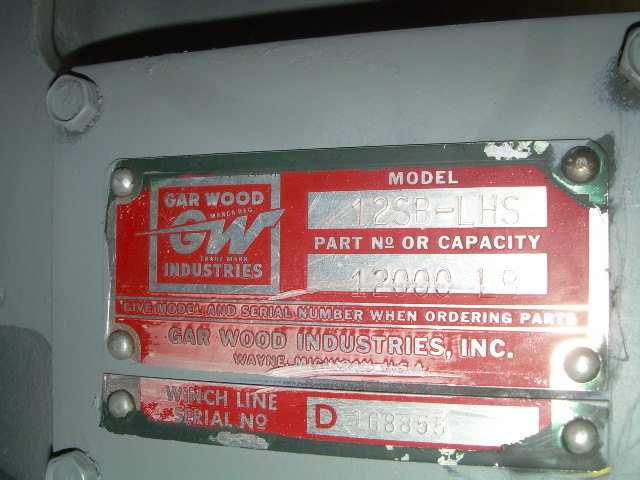 GAR WOOD
MARCA REG.
GW
TRADE MARK
INDUSTRIES
MODEL
12SB-LHS
PART Nº OR CAPACITY
12000 LB
GIVE MODEL AND SERIAL NUMBER WHEN ORDERING PARTS
GAR WOOD INDUSTRIES, INC.
WAYNE, MICHIGAN U.S.A.
WINCH LINE
SERIAL Nº
D 108855